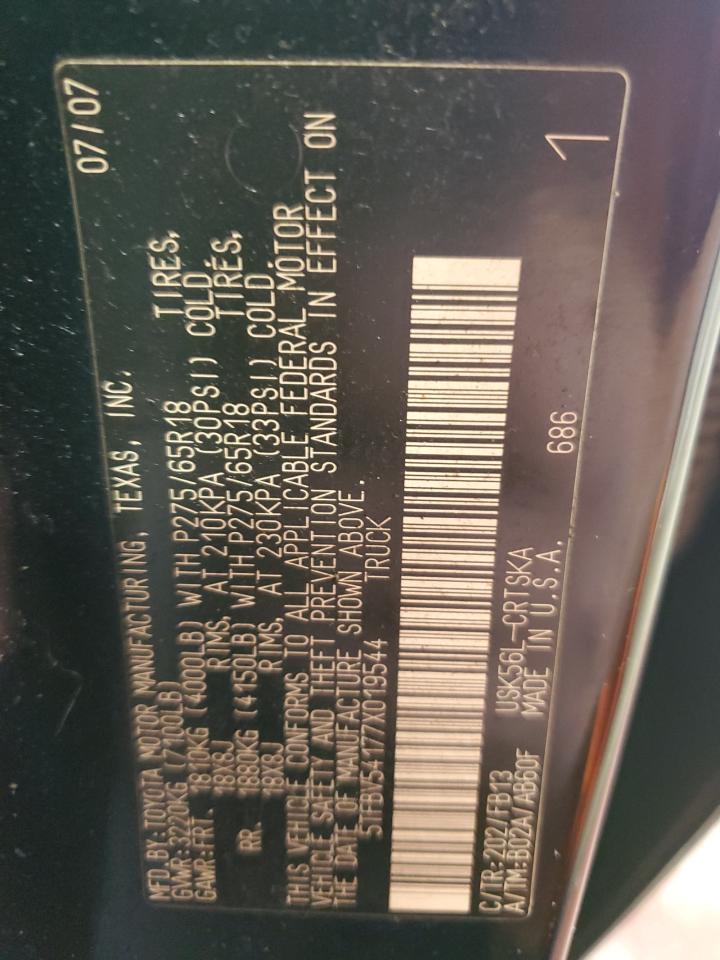 MFD. BY: TOYOTA MOTOR MANUFACTURING, TEXAS, INC. 07/07
GVWR: 3220KG (7100LB)
GAWR: FRT. 1810KG (4000LB) WITH P275/65R18 TIRES,
18X8J RIMS, AT 210KPA (30PSI) COLD.
RR. 1880KG (4150LB) WITH P275/65R18 TIRES,
18X8J RIMS, AT 230KPA (33PSI) COLD.
THIS VEHICLE CONFORMS TO ALL APPLICABLE FEDERAL MOTOR
VEHICLE SAFETY AND THEFT PREVENTION STANDARDS IN EFFECT ON
THE DATE OF MANUFACTURE SHOWN ABOVE.
5TFBV54177X019544 TRUCK
C/TR: 202/FB13 USK56L-CRTSKA
A/TM: B02A/AB60F MADE IN U.S.A. 686 1